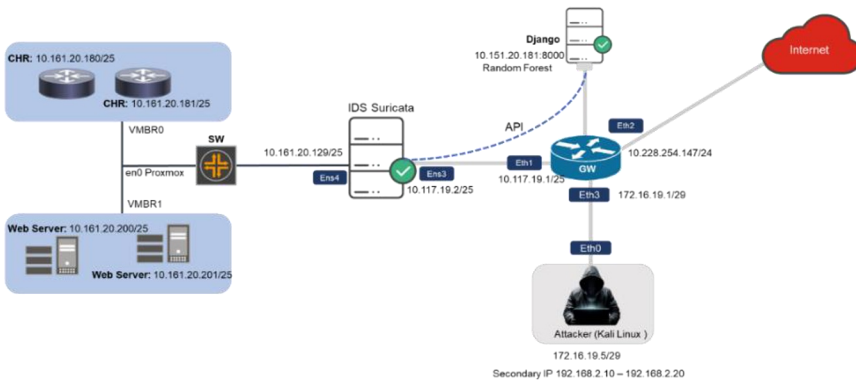 CHR: 10.161.20.180/25
CHR: 10.161.20.181/25
VMBR0
en0 Proxmox
VMBR1
Web Server: 10.161.20.200/25
Web Server: 10.161.20.201/25
SW
10.161.20.129/25
IDS Suricata
Ens4
Ens3
10.117.19.2/25
API
Django
10.151.20.181:8000
Random Forest
Internet
Eth2
10.228.254.147/24
Eth1
10.117.19.1/25
GW
Eth3
172.16.19.1/29
Eth0
Attacker (Kali Linux )
172.16.19.5/29
Secondary IP 192.168.2.10 – 192.168.2.20